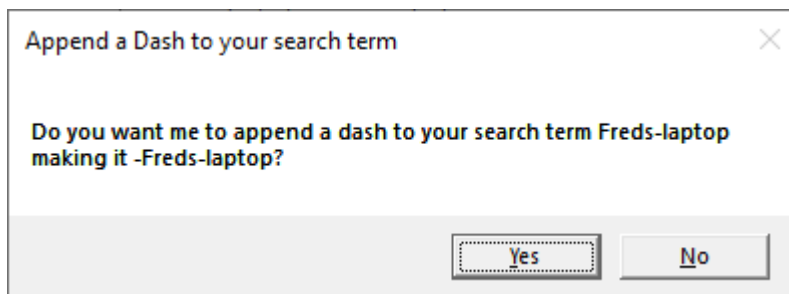 Append a Dash to your search term
Do you want me to append a dash to your search term Freds-laptop
making it -Freds-laptop?
Yes
No